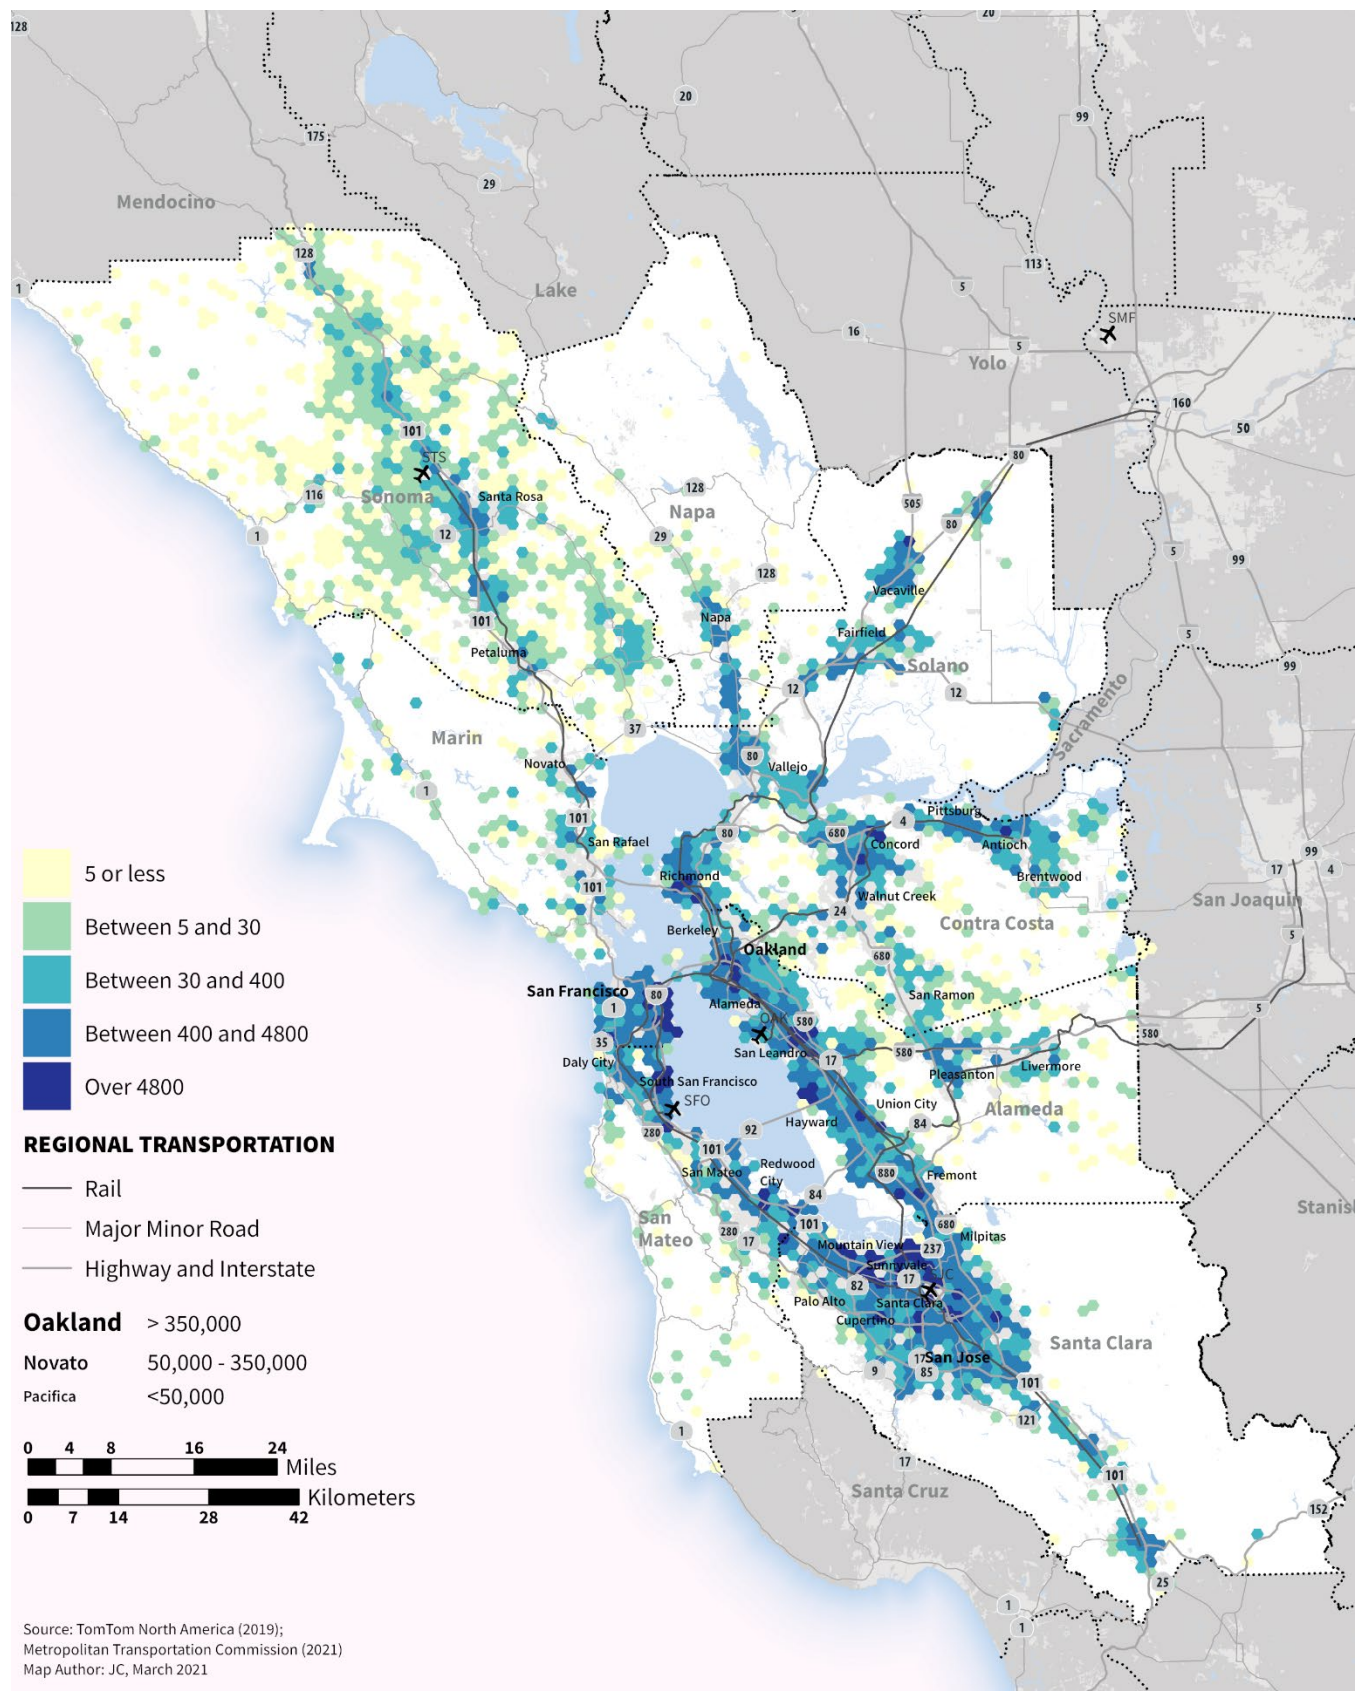 128
20
20
99
175
29
Mendocino
128
113
1
Lake
5
SMF
16
Yolo
5
160
101
50
STS
80
116
Sonoma
Santa Rosa
128
505
Napa
80
1
12
29
5
99
128
Vacaville
101
Napa
Fairfield
5
Petaluma
Solano
99
12
12
Sacramento
37
Marin
Novato
80
Vallejo
1
101
4
Pittsburg
San Rafael
80
680
Concord
Antioch
99
17
4
Richmond
Brentwood
101
Walnut Creek
San Joaquin
24
Contra Costa
Berkeley
5
Oakland
680
San Francisco
80
San Ramon
1
Alameda
5
OAK
580
580
35
San Leandro
17
580
Daly City
Livermore
Pleasanton
South San Francisco
SFO
Union City
Alameda
280
92
Hayward
84
101
San Mateo
Redwood
City
880
Fremont
84
San
Mateo
280
17
101
680
Milpitas
Stanisl
Mountain View
237
Sunnyvale
17
JC
82
Palo Alto
Santa Clara
Cupertino
Santa Clara
17
San Jose
9
85
101
121
1
17
101
Santa Cruz
152
25
1
1
5 or less
Between 5 and 30
Between 30 and 400
Between 400 and 4800
Over 4800
REGIONAL TRANSPORTATION
Rail
Major Minor Road
Highway and Interstate
Oakland > 350,000
Novato 50,000 - 350,000
Pacifica <50,000
0 4 8 16 24
Miles
Kilometers
0 7 14 28 42
Source: TomTom North America (2019);
Metropolitan Transportation Commission (2021)
Map Author: JC, March 2021